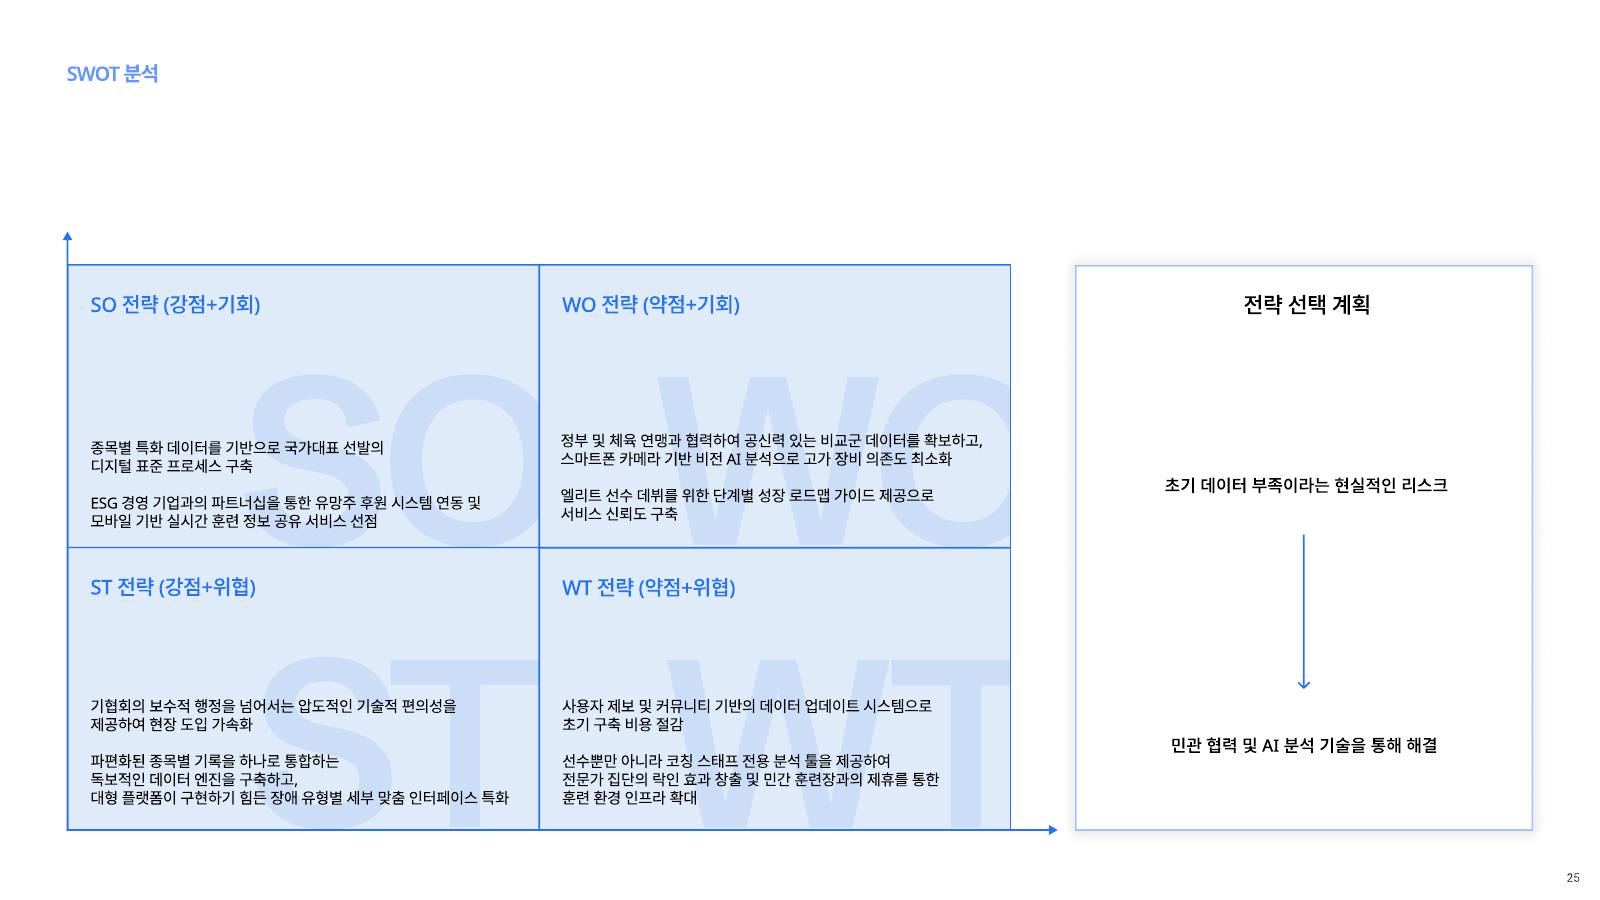 SWOT 분석
SO 전략 (강점+기회)
SO
종목별 특화 데이터를 기반으로 국가대표 선발의
디지털 표준 프로세스 구축
ESG 경영 기업과의 파트너십을 통한 유망주 후원 시스템 연동 및
모바일 기반 실시간 훈련 정보 공유 서비스 선점
WO 전략 (약점+기회)
WO
정부 및 체육 연맹과 협력하여 공신력 있는 비교군 데이터를 확보하고,
스마트폰 카메라 기반 비전 AI 분석으로 고가 장비 의존도 최소화
엘리트 선수 데뷔를 위한 단계별 성장 로드맵 가이드 제공으로
서비스 신뢰도 구축
ST 전략 (강점+위협)
ST
기협회의 보수적 행정을 넘어서는 압도적인 기술적 편의성을
제공하여 현장 도입 가속화
파편화된 종목별 기록을 하나로 통합하는
독보적인 데이터 엔진을 구축하고,
대형 플랫폼이 구현하기 힘든 장애 유형별 세부 맞춤 인터페이스 특화
WT 전략 (약점+위협)
WT
사용자 제보 및 커뮤니티 기반의 데이터 업데이트 시스템으로
초기 구축 비용 절감
선수뿐만 아니라 코칭 스태프 전용 분석 툴을 제공하여
전문가 집단의 락인 효과 창출 및 민간 훈련장과의 제휴를 통한
훈련 환경 인프라 확대
전략 선택 계획
초기 데이터 부족이라는 현실적인 리스크
민관 협력 및 AI 분석 기술을 통해 해결
25